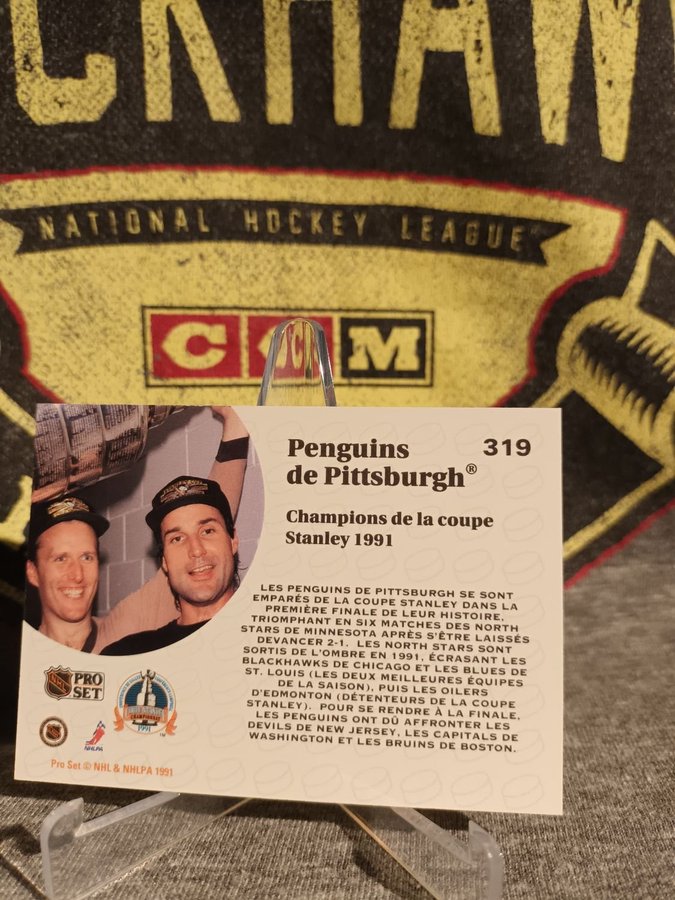 CKHAW
NATIONAL HOCKEY LEAGUE
CCM
Penguins
de Pittsburgh®
319
Champions de la coupe
Stanley 1991
LES PENGUINS DE PITTSBURGH SE SONT
EMPARÉS DE LA COUPE STANLEY DANS LA
PREMIÈRE FINALE DE LEUR HISTOIRE,
TRIOMPHANT EN SIX MATCHES DES NORTH
STARS DE MINNESOTA APRÈS S'ÊTRE LAISSÉS
DEVANCER 2-1. LES NORTH STARS SONT
SORTIS DE L'OMBRE EN 1991, ÉCRASANT LES
BLACKHAWKS DE CHICAGO ET LES BLUES DE
ST. LOUIS (LES DEUX MEILLEURES ÉQUIPES
DE LA SAISON), PUIS LES OILERS
D'EDMONTON (DÉTENTEURS DE LA COUPE
STANLEY). POUR SE RENDRE À LA FINALE,
LES PENGUINS ONT DÛ AFFRONTER LES
DEVILS DE NEW JERSEY, LES CAPITALS DE
WASHINGTON ET LES BRUINS DE BOSTON.
NHL PRO
SET
CHAMPIONS
1991
TM
NHLPA
Pro Set © NHL & NHLPA 1991